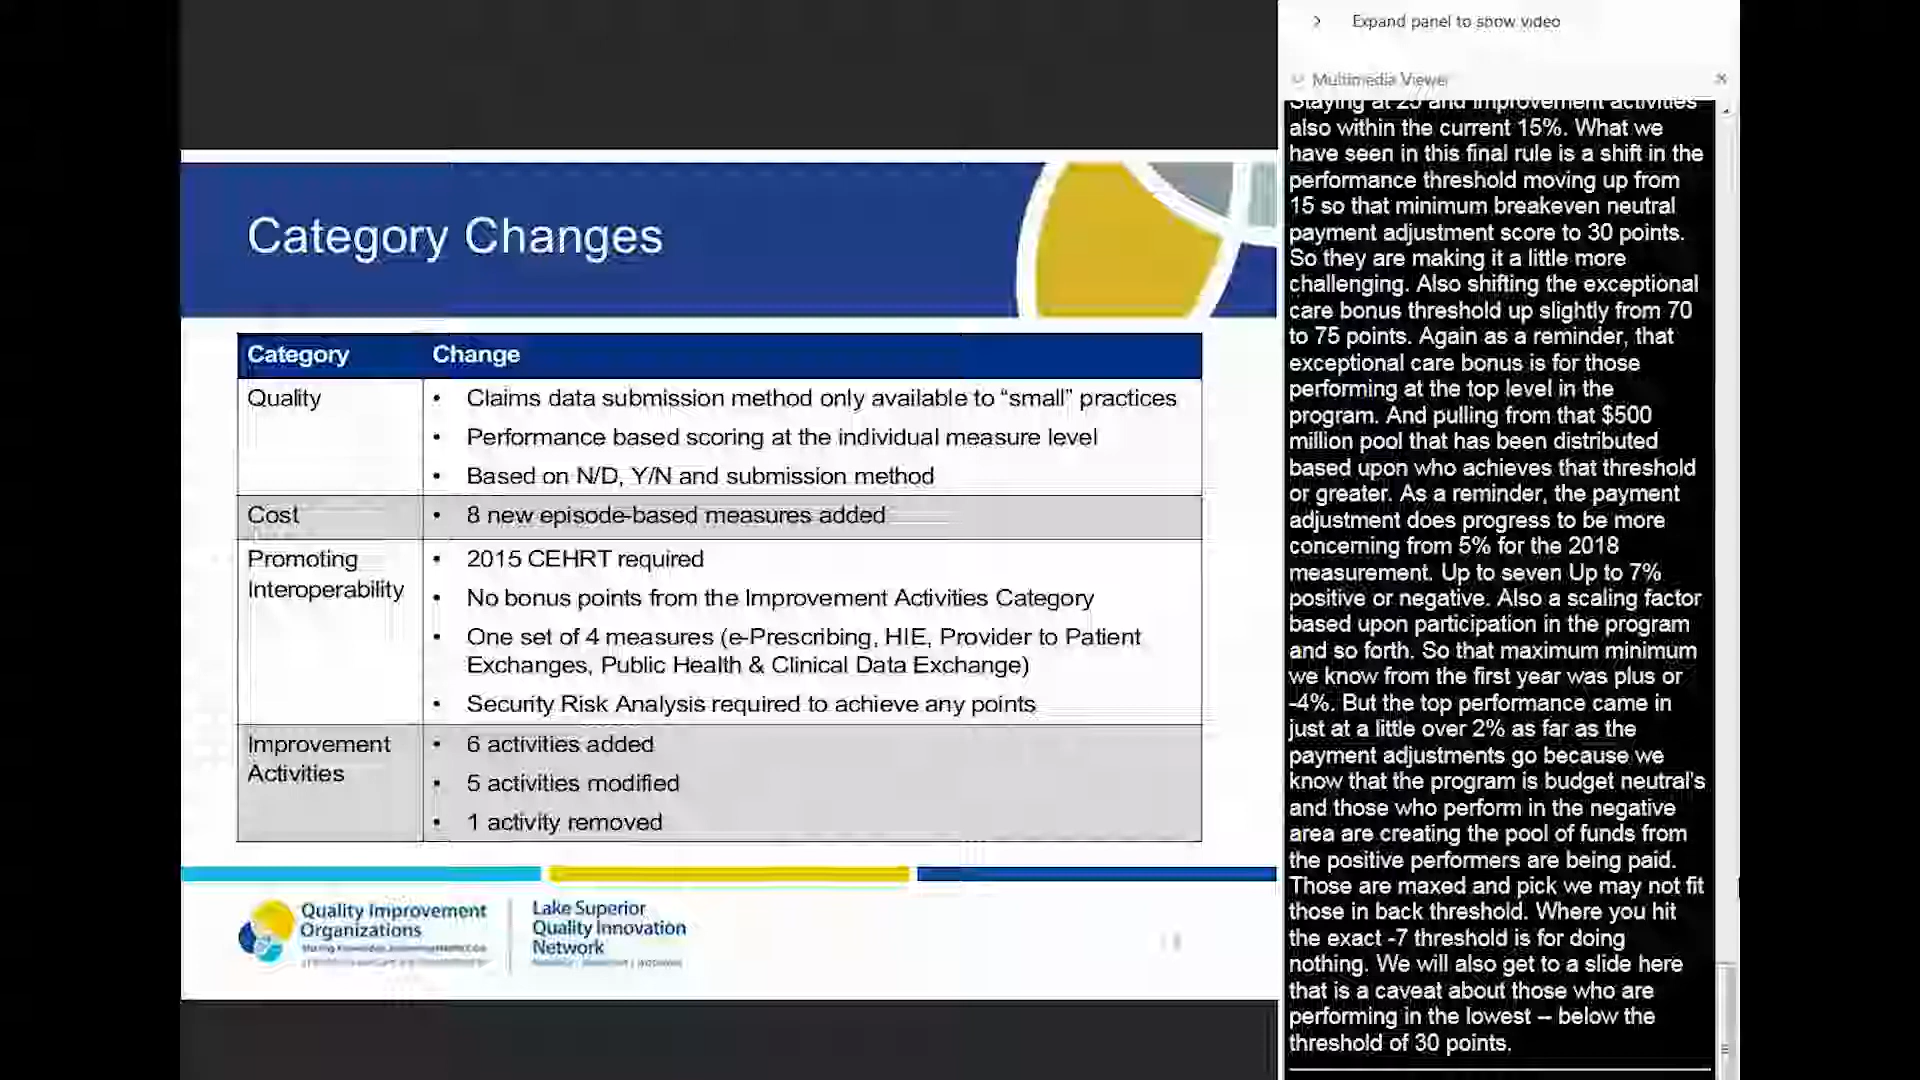 Category Changes
Category Change
Quality
• Claims data submission method only available to “small” practices
• Performance based scoring at the individual measure level
• Based on N/D, Y/N and submission method
Cost
• 8 new episode-based measures added
Promoting
Interoperability
• 2015 CEHRT required
• No bonus points from the Improvement Activities Category
• One set of 4 measures (e-Prescribing, HIE, Provider to Patient
Exchanges, Public Health & Clinical Data Exchange)
• Security Risk Analysis required to achieve any points
Improvement
Activities
• 6 activities added
• 5 activities modified
• 1 activity removed
Quality Improvement
Organizations
Lake Superior
Quality Innovation
Network
Expand panel to show video
Multimedia Viewer
Staying at 25 and improvement activities
also within the current 15%. What we
have seen in this final rule is a shift in the
performance threshold moving up from
15 so that minimum breakeven neutral
payment adjustment score to 30 points.
So they are making it a little more
challenging. Also shifting the exceptional
care bonus threshold up slightly from 70
to 75 points. Again as a reminder, that
exceptional care bonus is for those
performing at the top level in the
program. And pulling from that $500
million pool that has been distributed
based upon who achieves that threshold
or greater. As a reminder, the payment
adjustment does progress to be more
concerning from 5% for the 2018
measurement. Up to seven Up to 7%
positive or negative. Also a scaling factor
based upon participation in the program
and so forth. So that maximum minimum
we know from the first year was plus or
-4%. But the top performance came in
just at a little over 2% as far as the
payment adjustments go because we
know that the program is budget neutral's
and those who perform in the negative
area are creating the pool of funds from
the positive performers are being paid.
Those are maxed and pick we may not fit
those in back threshold. Where you hit
the exact -7 threshold is for doing
nothing. We will also get to a slide here
that is a caveat about those who are
performing in the lowest -- below the
threshold of 30 points.